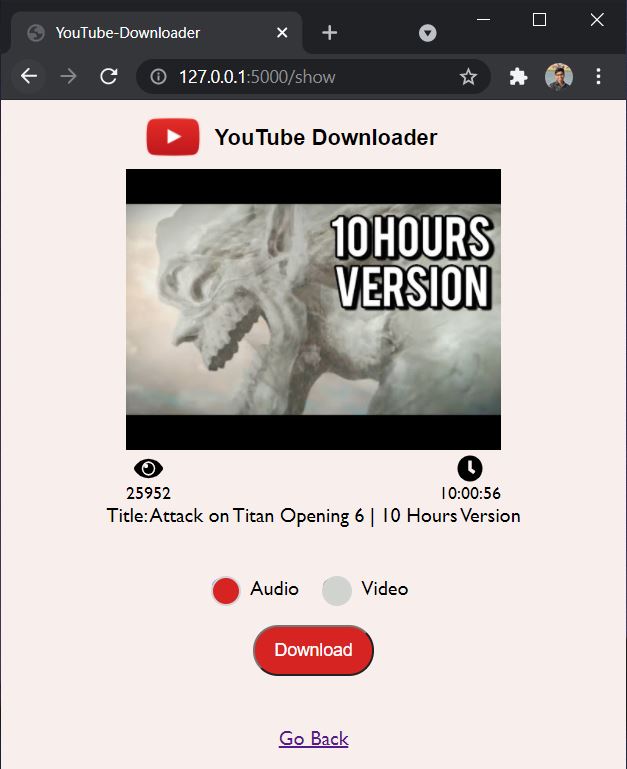 YouTube-Downloader
127.0.0.1:5000/show
YouTube Downloader
10 HOURS
VERSION
25952
10:00:56
Title:Attack on Titan Opening 6 | 10 Hours Version
Audio
Video
Download
Go Back